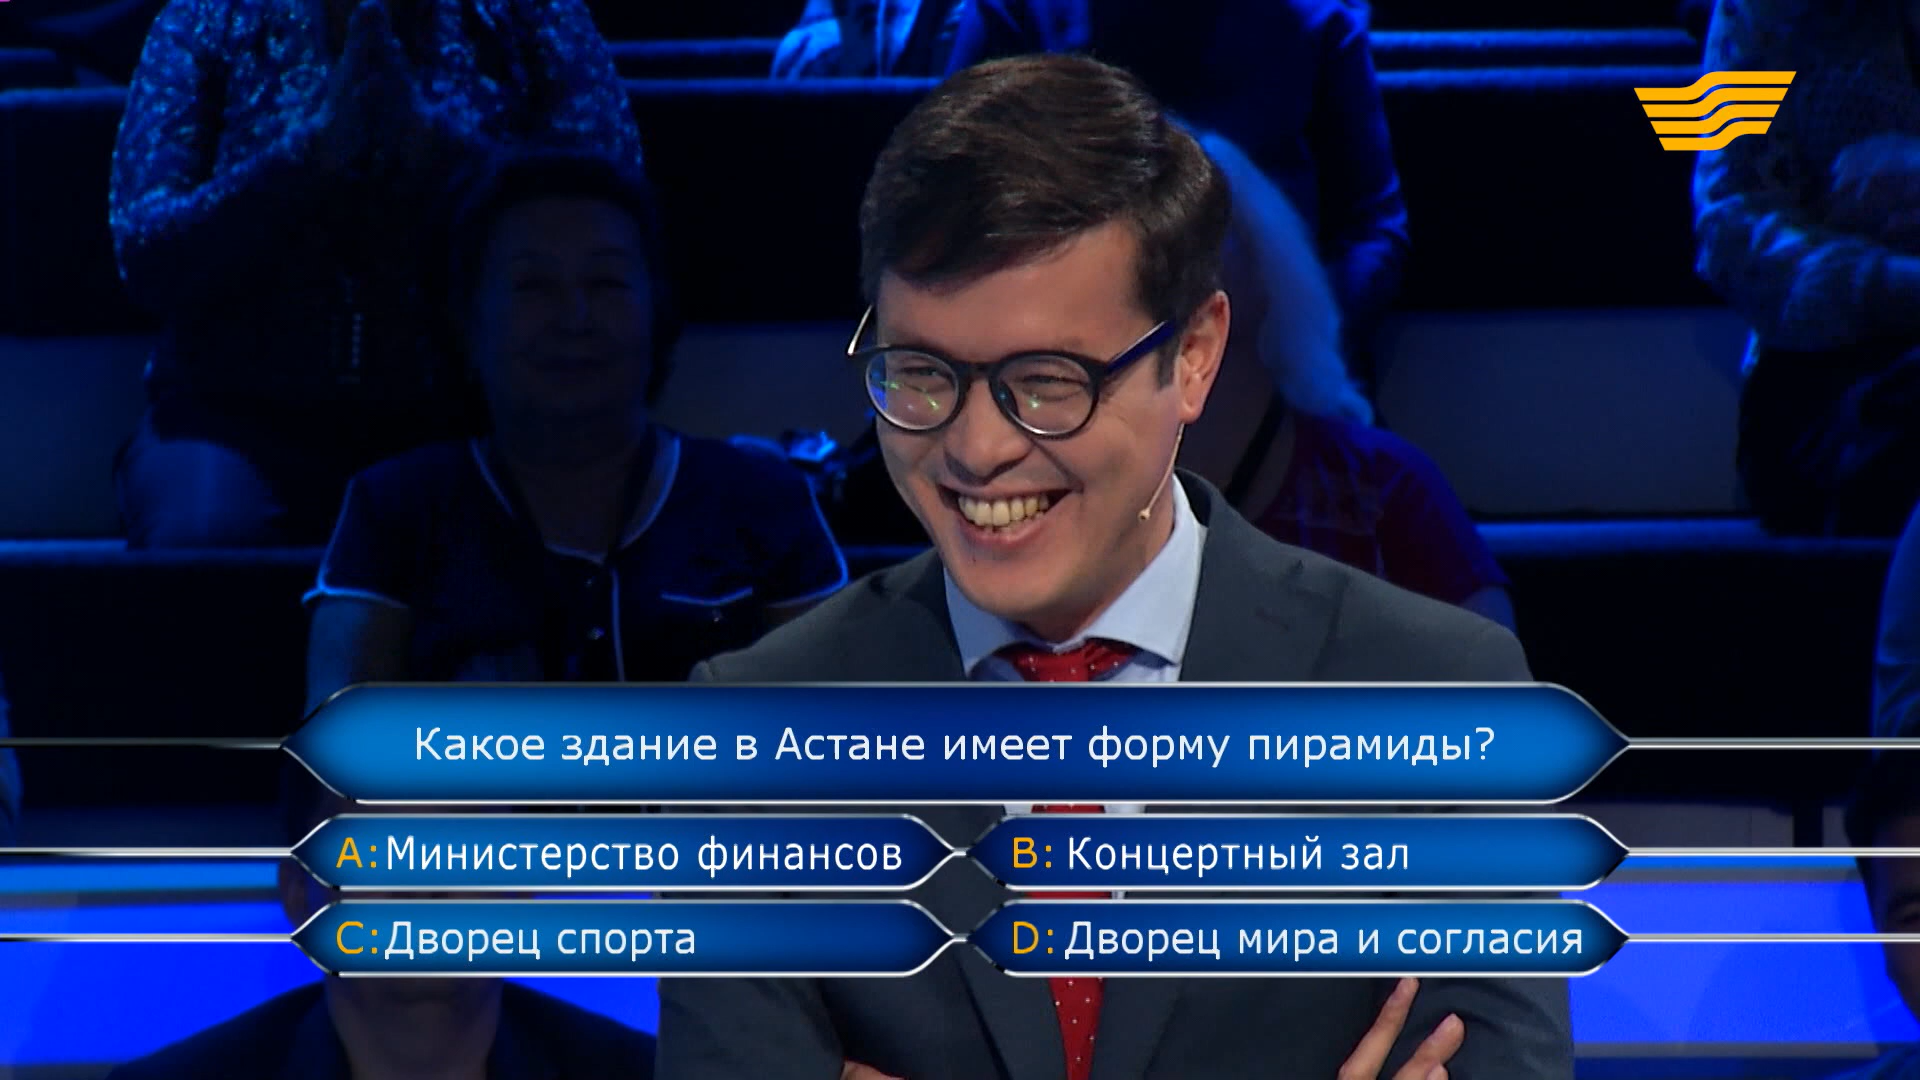 Какое здание в Астане имеет форму пирамиды?
A: Министерство финансов
B: Концертный зал
C: Дворец спорта
D: Дворец мира и согласия